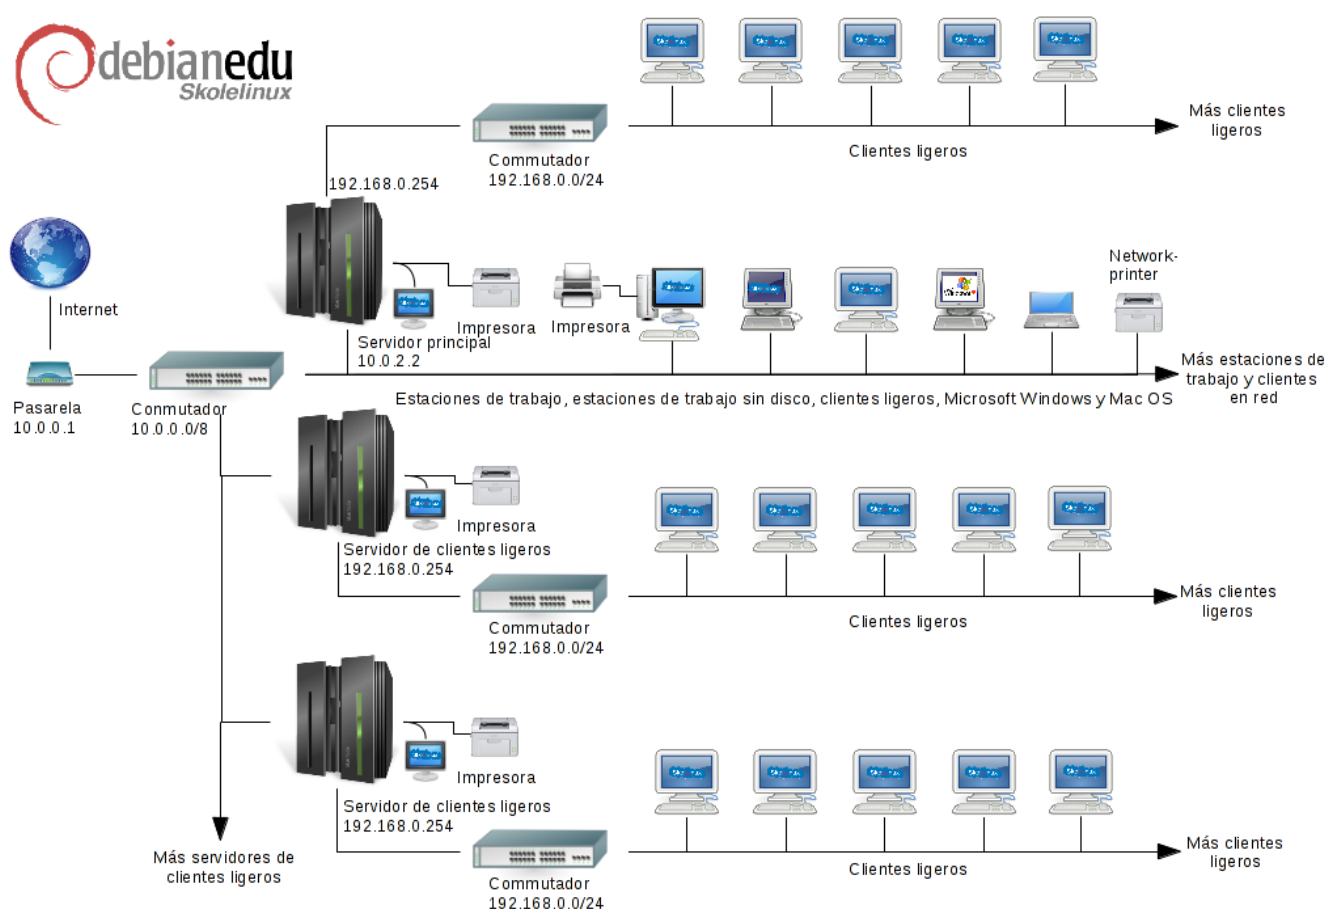 debianedu
Skolelinux
Más clientes
ligeros
Clientes ligeros
Commutador
192.168.0.0/24
192.168.0.254
Internet
Impresora
Impresora
Network-
printer
Servidor principal
10.0.2.2
Pasarela
10.0.0.1
Conmutador
10.0.0.0/8
Estaciones de trabajo, estaciones de trabajo sin disco, clientes ligeros, Microsoft Windows y Mac OS
Más estaciones de
trabajo y clientes
en red
Impresora
Servidor de clientes ligeros
192.168.0.254
Commutador
192.168.0.0/24
Clientes ligeros
Más clientes
ligeros
Impresora
Servidor de clientes ligeros
192.168.0.254
Commutador
192.168.0.0/24
Clientes ligeros
Más clientes
ligeros
Más servidores de
clientes ligeros